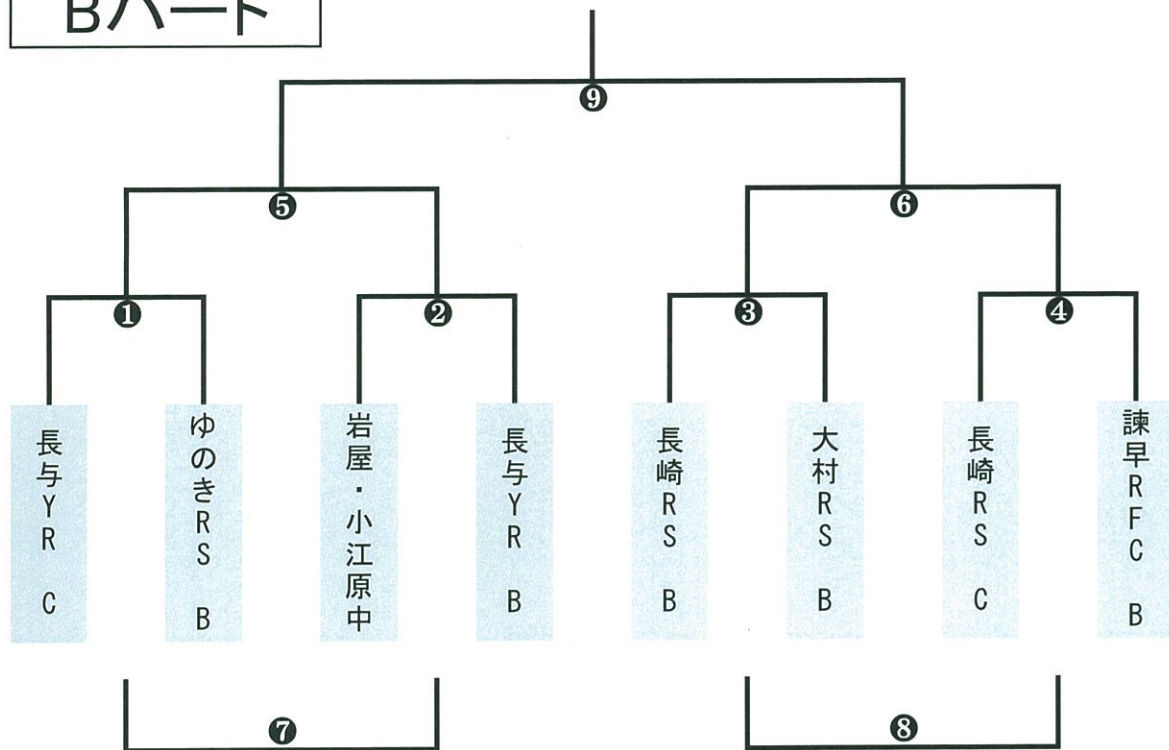 Bパート
❾
❺
❻
❶
❷
❸
❹
長与YR C
ゆのきRS B
岩屋・小江原中
長与YR B
長崎RS B
大村RS B
長崎RS C
諫早RFC B
❼
❽